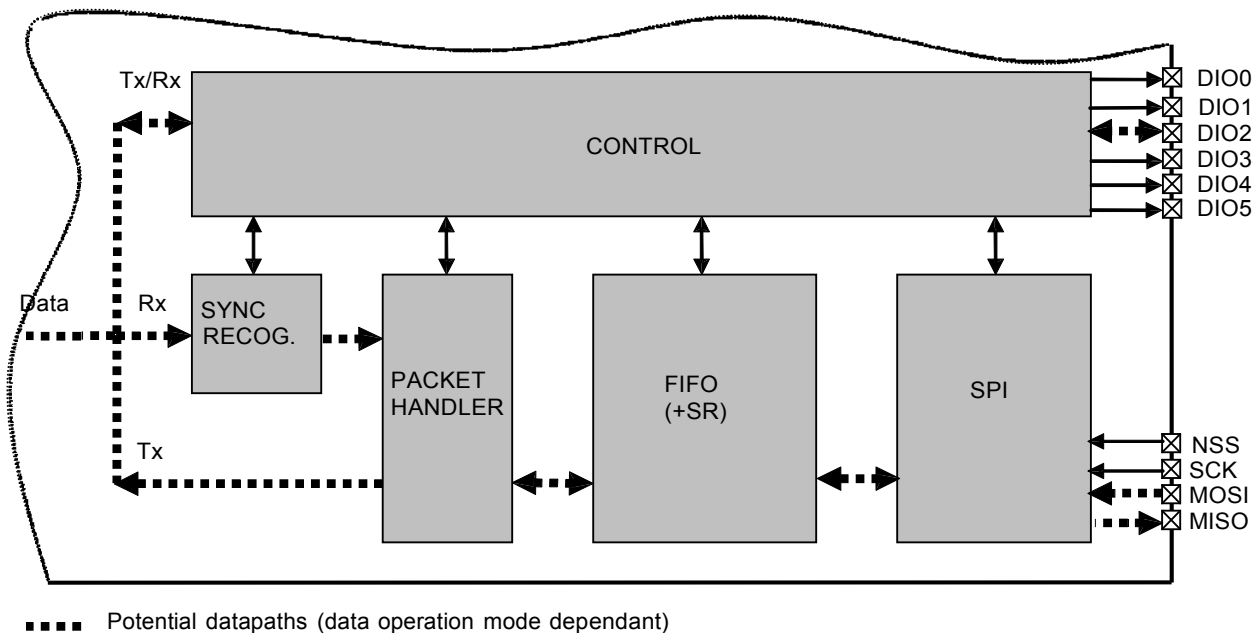 Tx/Rx
CONTROL
DIO0
DIO1
DIO2
DIO3
DIO4
DIO5
Data
Rx
SYNC
RECOG.
PACKET
HANDLER
FIFO
(+SR)
SPI
Tx
NSS
SCK
MOSI
MISO
Potential datapaths (data operation mode dependant)